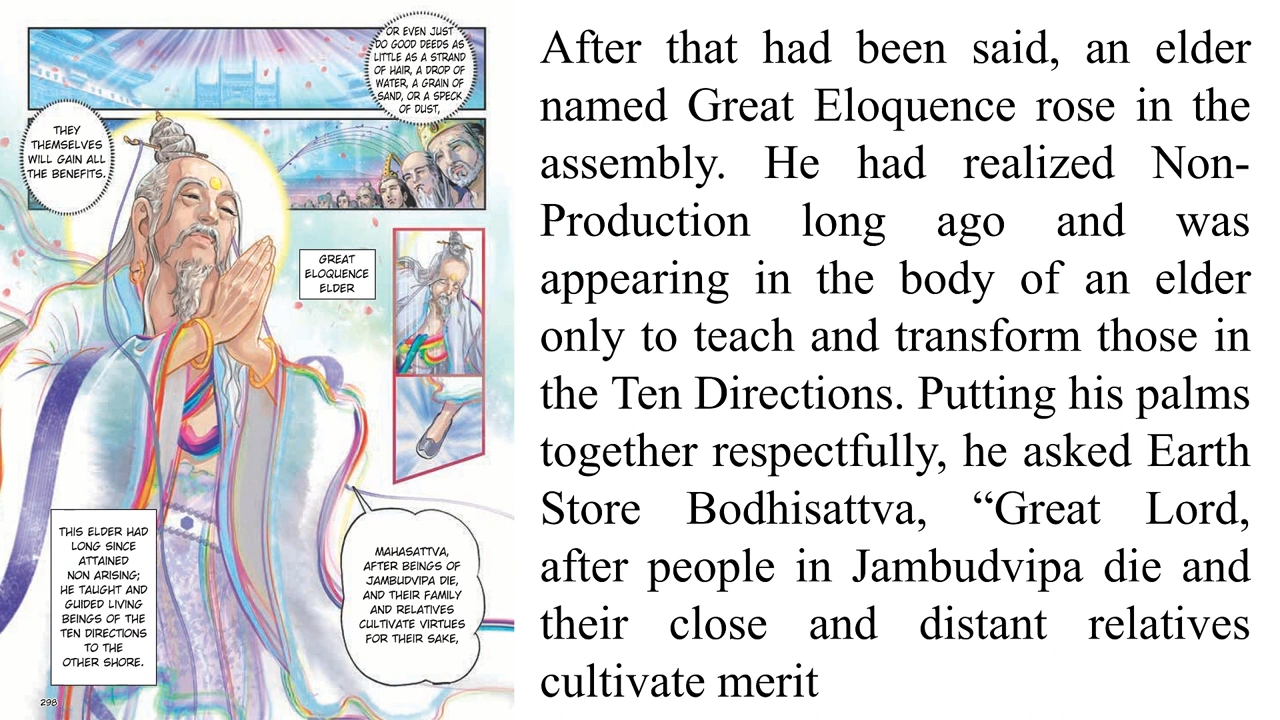 OR EVEN JUST
DO GOOD DEEDS AS
LITTLE AS A STRAND
OF HAIR, A DROP OF
WATER, A GRAIN OF
SAND, OR A SPECK
OF DUST,
THEY
THEMSELVES
WILL GAIN ALL
THE BENEFITS.
GREAT
ELOQUENCE
ELDER
THIS ELDER HAD
LONG SINCE
ATTAINED
NON ARISING;
HE TAUGHT AND
GUIDED LIVING
BEINGS OF THE
TEN DIRECTIONS
TO THE
OTHER SHORE.
MAHASATTVA,
AFTER BEINGS OF
JAMBUDVIPA DIE,
AND THEIR FAMILY
AND RELATIVES
CULTIVATE VIRTUES
FOR THEIR SAKE,
298
After that had been said, an elder
named Great Eloquence rose in the
assembly. He had realized Non-
Production long ago and was
appearing in the body of an elder
only to teach and transform those in
the Ten Directions. Putting his palms
together respectfully, he asked Earth
Store Bodhisattva, “Great Lord,
after people in Jambudvipa die and
their close and distant relatives
cultivate merit